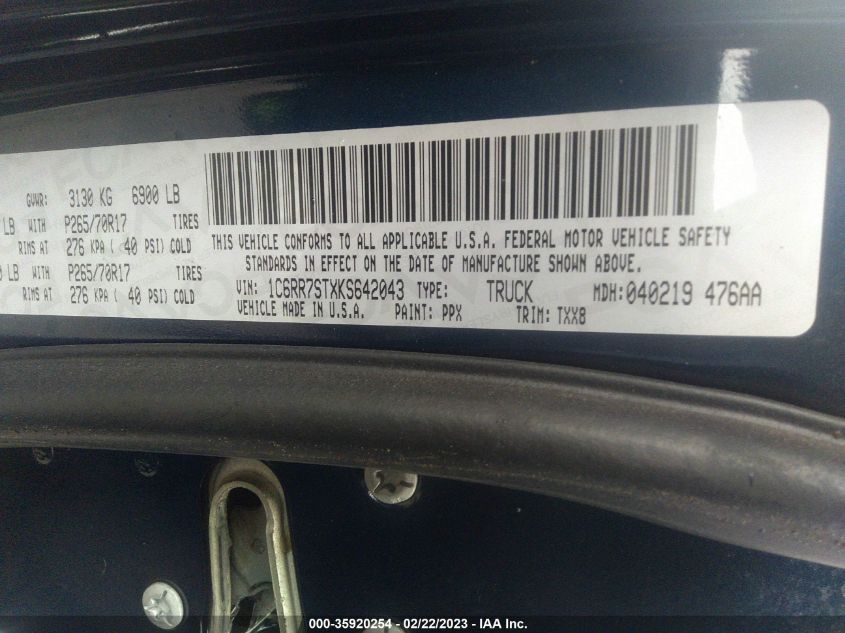 GVWR: 3130 KG 6900 LB
LB WITH P265/70R17 TIRES
RIMS AT 276 KPA ( 40 PSI) COLD
LB WITH P265/70R17 TIRES
RIMS AT 276 KPA ( 40 PSI) COLD
THIS VEHICLE CONFORMS TO ALL APPLICABLE U.S.A. FEDERAL MOTOR VEHICLE SAFETY
STANDARDS IN EFFECT ON THE DATE OF MANUFACTURE SHOWN ABOVE.
VIN: 1C6RR7STXKS642043 TYPE: TRUCK MDH:040219 476AA
VEHICLE MADE IN U.S.A. PAINT: PPX TRIM: TXX8
000-35920254 - 02/22/2023 - IAA Inc.